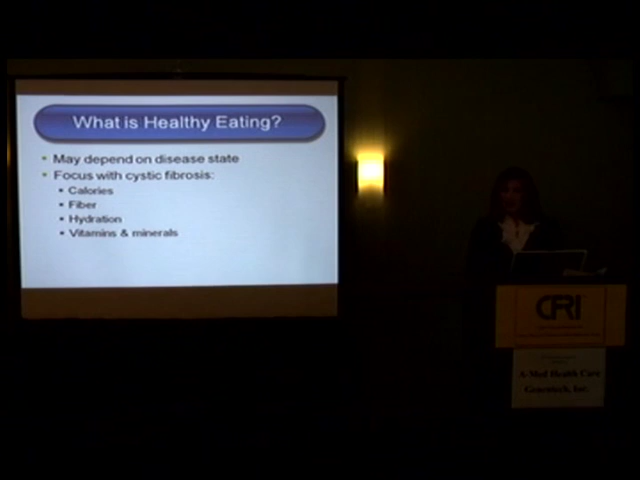 What is Healthy Eating?
• May depend on disease state
• Focus with cystic fibrosis:
▪ Calories
▪ Fiber
▪ Hydration
▪ Vitamins & minerals
CRI
A-Med Health Care
Genentech, Inc.